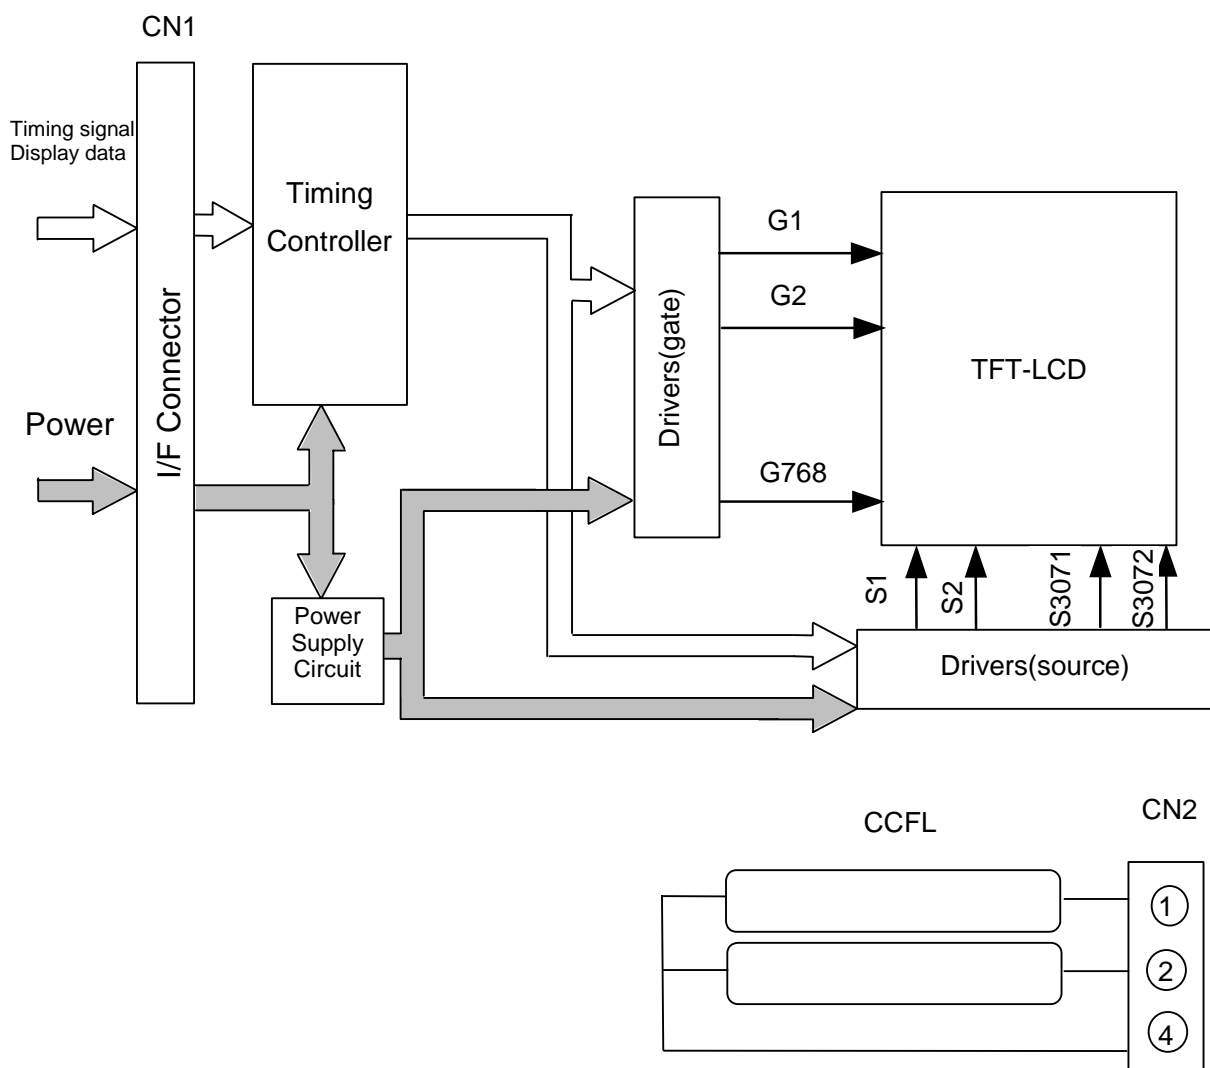 CN1
Timing signal
Display data
Timing
Controller
I/F Connector
Power
Power
Supply
Circuit
Drivers(gate)
G1
G2
G768
TFT-LCD
S1
S2
S3071
S3072
Drivers(source)
CCFL
CN2
1
2
4